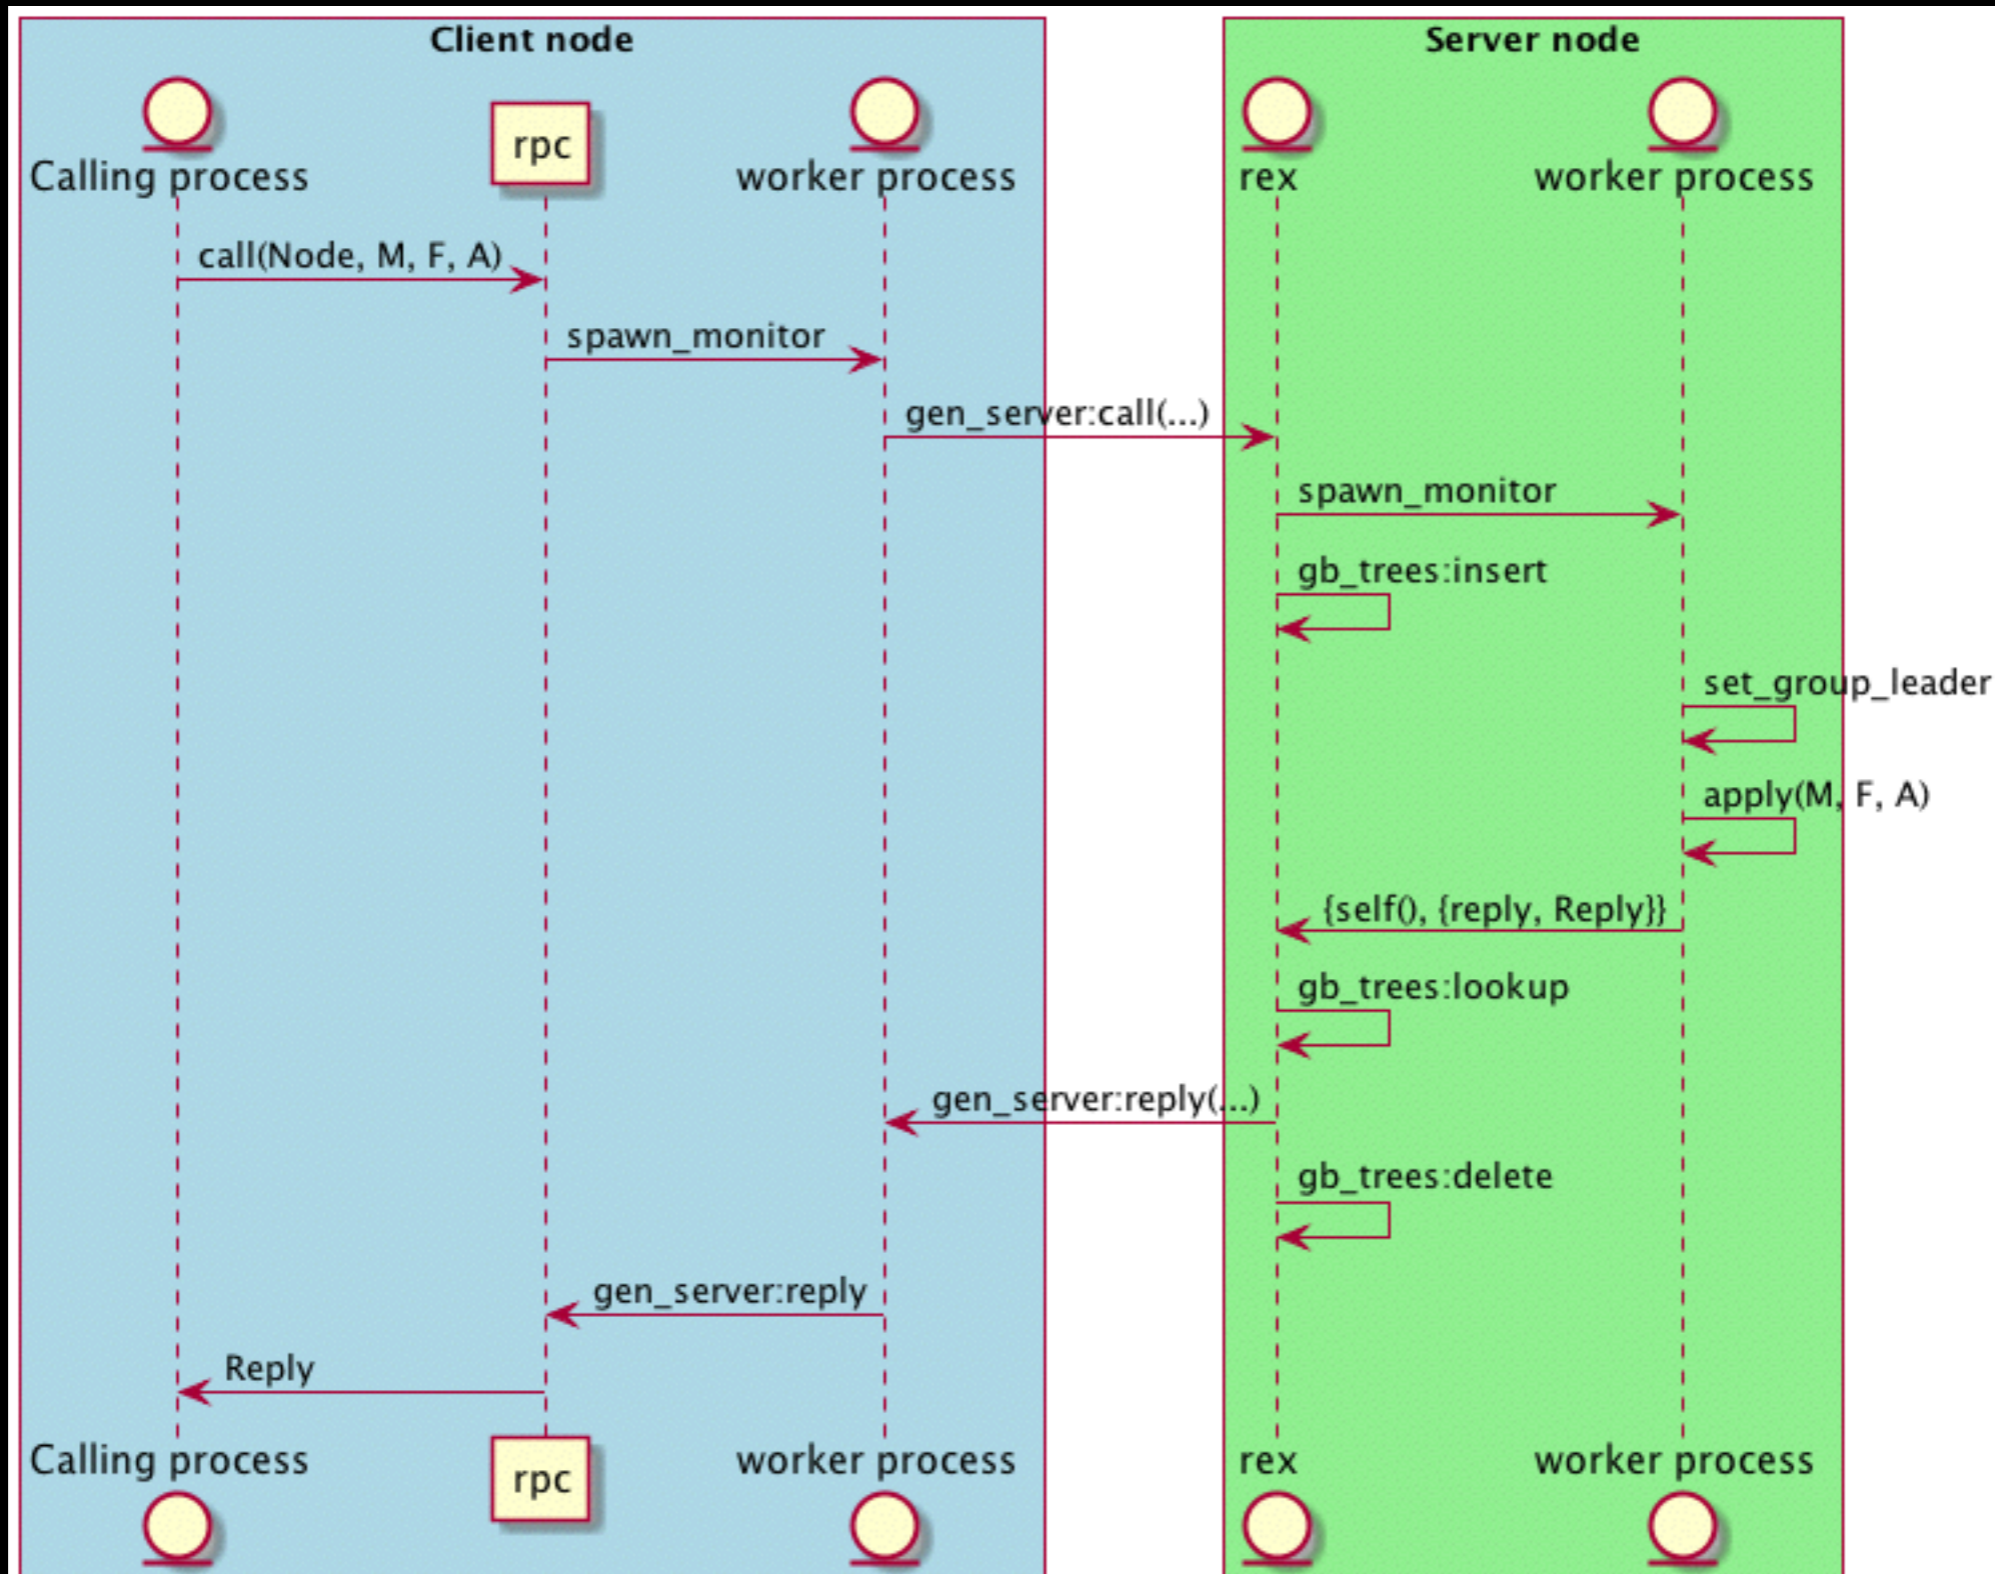 Client node
Server node
Calling process
rpc
worker process
rex
worker process
call(Node, M, F, A)
spawn_monitor
gen_server:call(...)
spawn_monitor
gb_trees:insert
set_group_leader
apply(M, F, A)
{self(), {reply, Reply}}
gb_trees:lookup
gen_server:reply(...)
gb_trees:delete
gen_server:reply
Reply
Calling process
rpc
worker process
rex
worker process